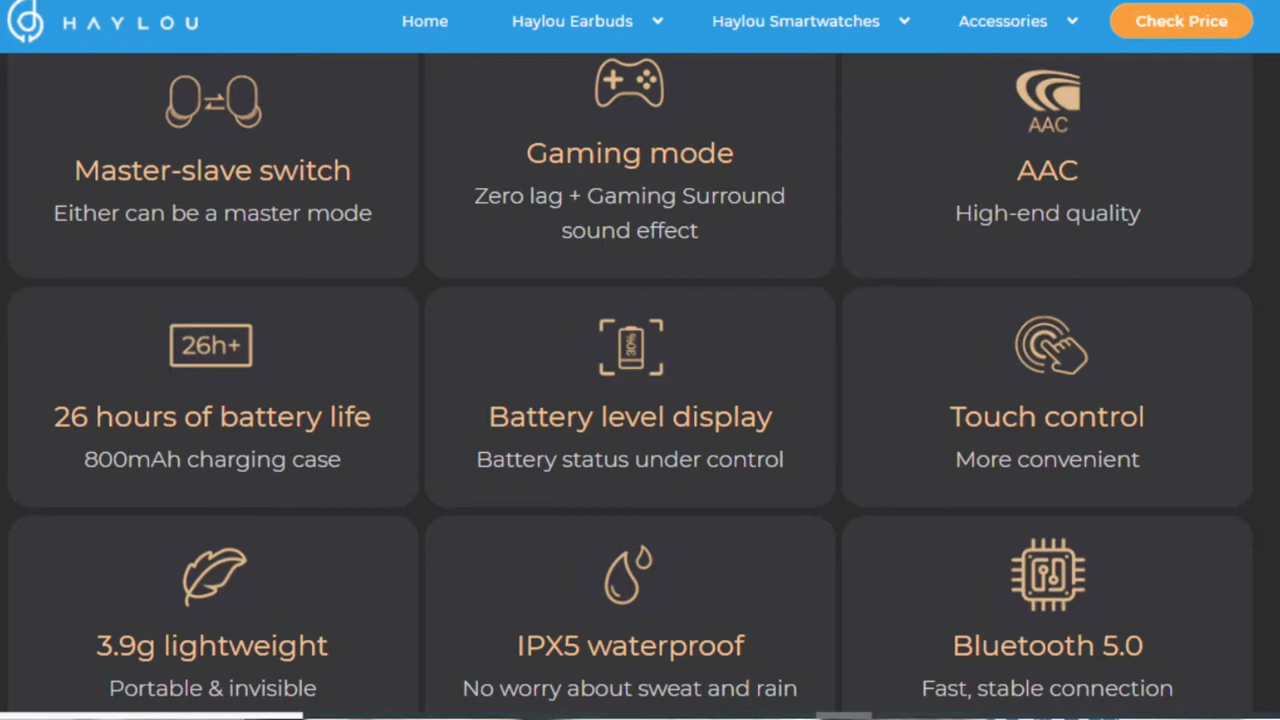 HAYLOU
Home
Haylou Earbuds
Haylou Smartwatches
Accessories
Check Price
Master-slave switch
Either can be a master mode
Gaming mode
Zero lag + Gaming Surround
sound effect
AAC
AAC
High-end quality
26h+
26 hours of battery life
800mAh charging case
30%
Battery level display
Battery status under control
Touch control
More convenient
3.9g lightweight
Portable & invisible
IPX5 waterproof
No worry about sweat and rain
Bluetooth 5.0
Fast, stable connection